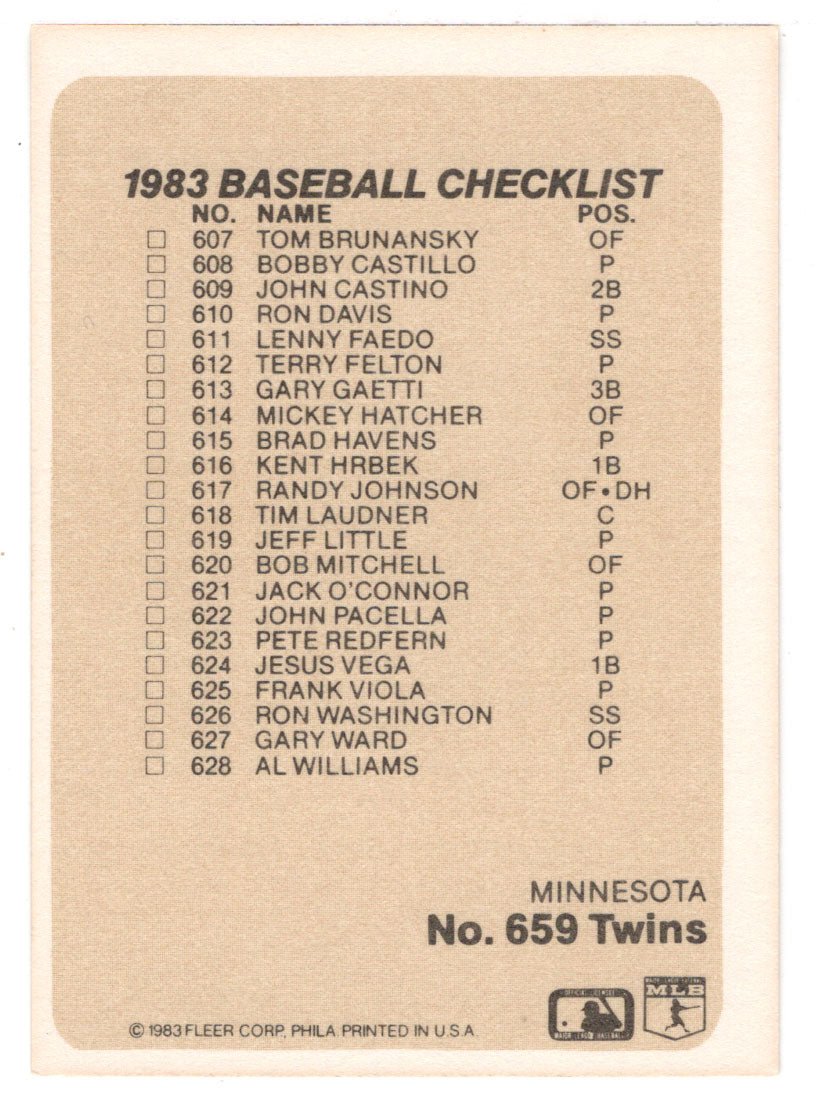 1983 BASEBALL CHECKLIST
NO. NAME POS.
607 TOM BRUNANSKY OF
608 BOBBY CASTILLO P
609 JOHN CASTINO 2B
610 RON DAVIS P
611 LENNY FAEDO SS
612 TERRY FELTON P
613 GARY GAETTI 3B
614 MICKEY HATCHER OF
615 BRAD HAVENS P
616 KENT HRBEK 1B
617 RANDY JOHNSON OF•DH
618 TIM LAUDNER C
619 JEFF LITTLE P
620 BOB MITCHELL OF
621 JACK O'CONNOR P
622 JOHN PACELLA P
623 PETE REDFERN P
624 JESUS VEGA 1B
625 FRANK VIOLA P
626 RON WASHINGTON SS
627 GARY WARD OF
628 AL WILLIAMS P
MINNESOTA
No. 659 Twins
© 1983 FLEER CORP, PHILA PRINTED IN U.S.A.
MAJOR LEAGUE BASEBALL
MLB